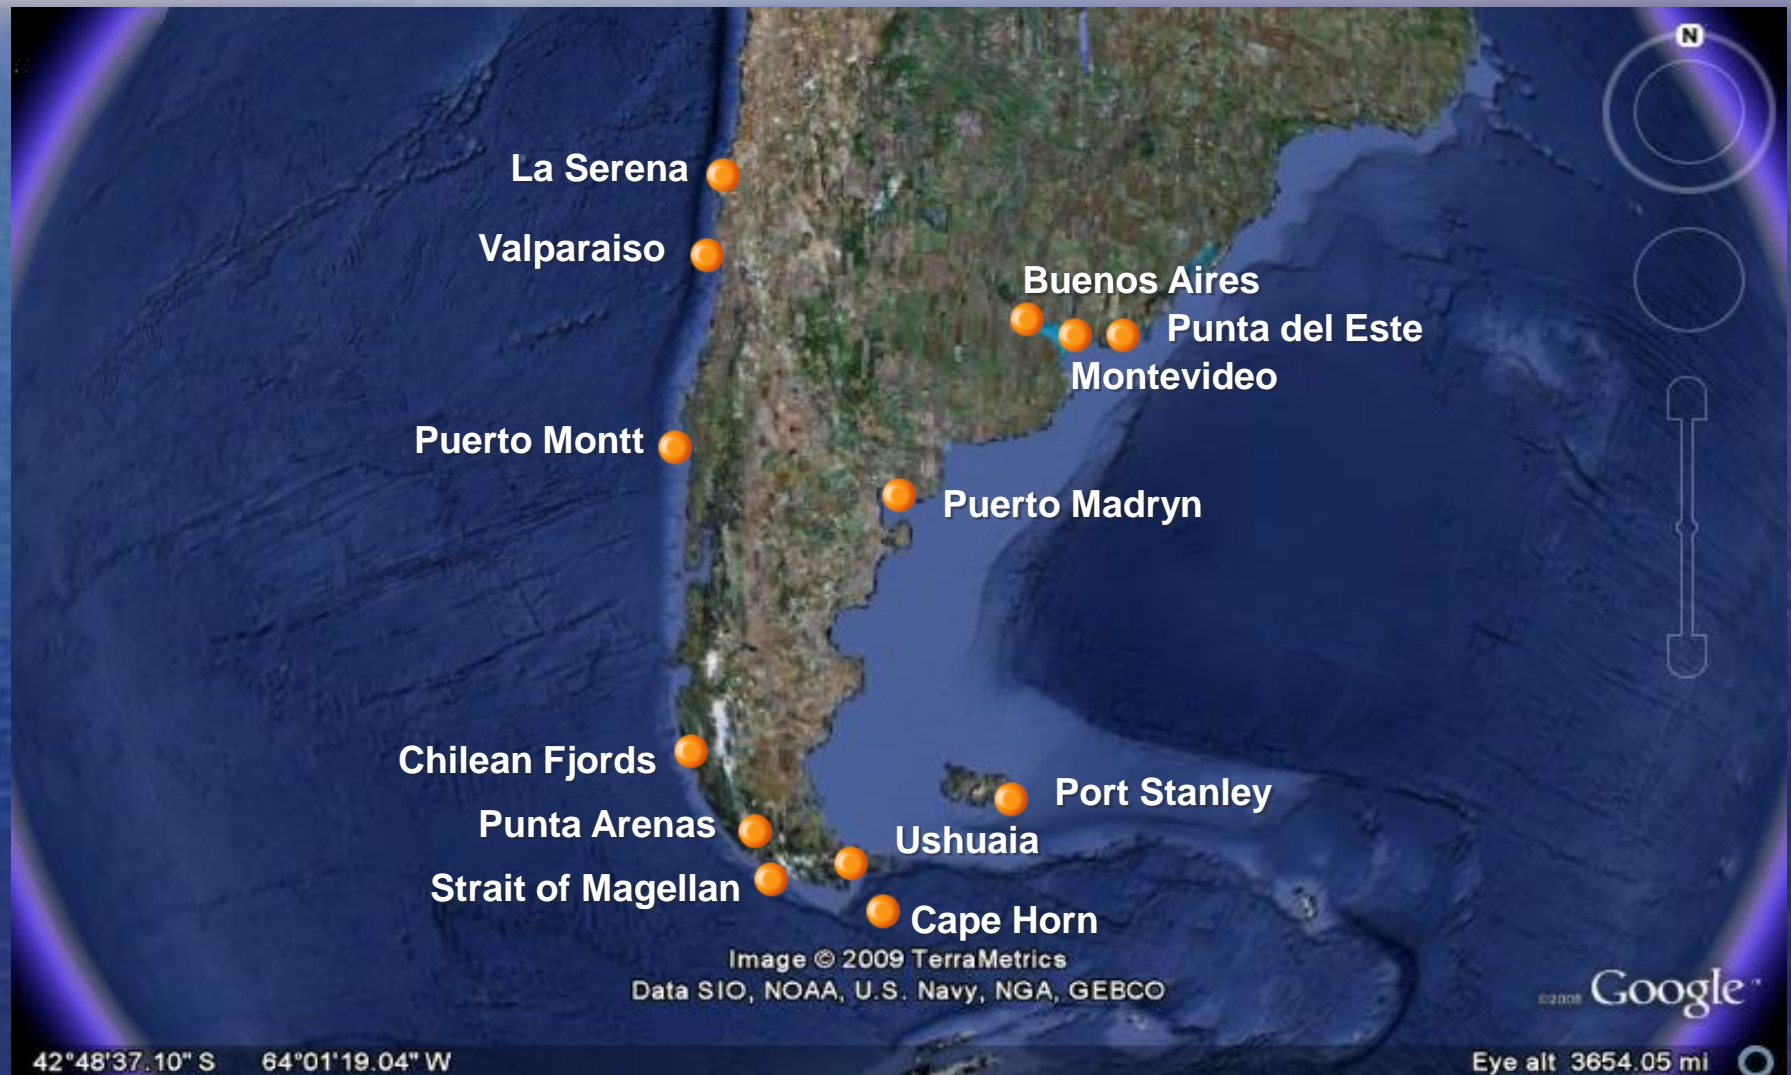 N
La Serena
Valparaiso
Buenos Aires
Punta del Este
Montevideo
Puerto Montt
Puerto Madryn
Chilean Fjords
Port Stanley
Punta Arenas
Ushuaia
Strait of Magellan
Cape Horn
Image © 2009 TerraMetrics
Data SIO, NOAA, U.S. Navy, NGA, GEBCO
©2008 Google™
42°48'37.10" S 64°01'19.04" W
Eye alt 3654.05 mi